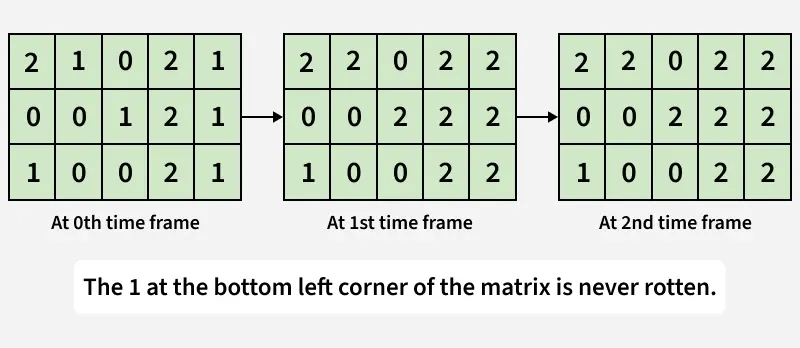 2 1 0 2 1
0 0 1 2 1
1 0 0 2 1
At 0th time frame
2 2 0 2 2
0 0 2 2 2
1 0 0 2 2
At 1st time frame
2 2 0 2 2
0 0 2 2 2
1 0 0 2 2
At 2nd time frame
The 1 at the bottom left corner of the matrix is never rotten.